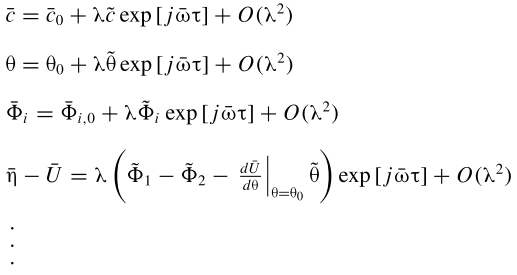 c̄ = c̄₀ + λc̃ exp [jω̄τ] + O(λ²)
θ = θ₀ + λθ̃ exp [jω̄τ] + O(λ²)
Φ̄ᵢ = Φ̄ᵢ,₀ + λΦ̃ᵢ exp [jω̄τ] + O(λ²)
η̄ − Ū = λ (Φ̃₁ − Φ̃₂ − dŪ/dθ |θ=θ₀ θ̃) exp [jω̄τ] + O(λ²)
.
.
.